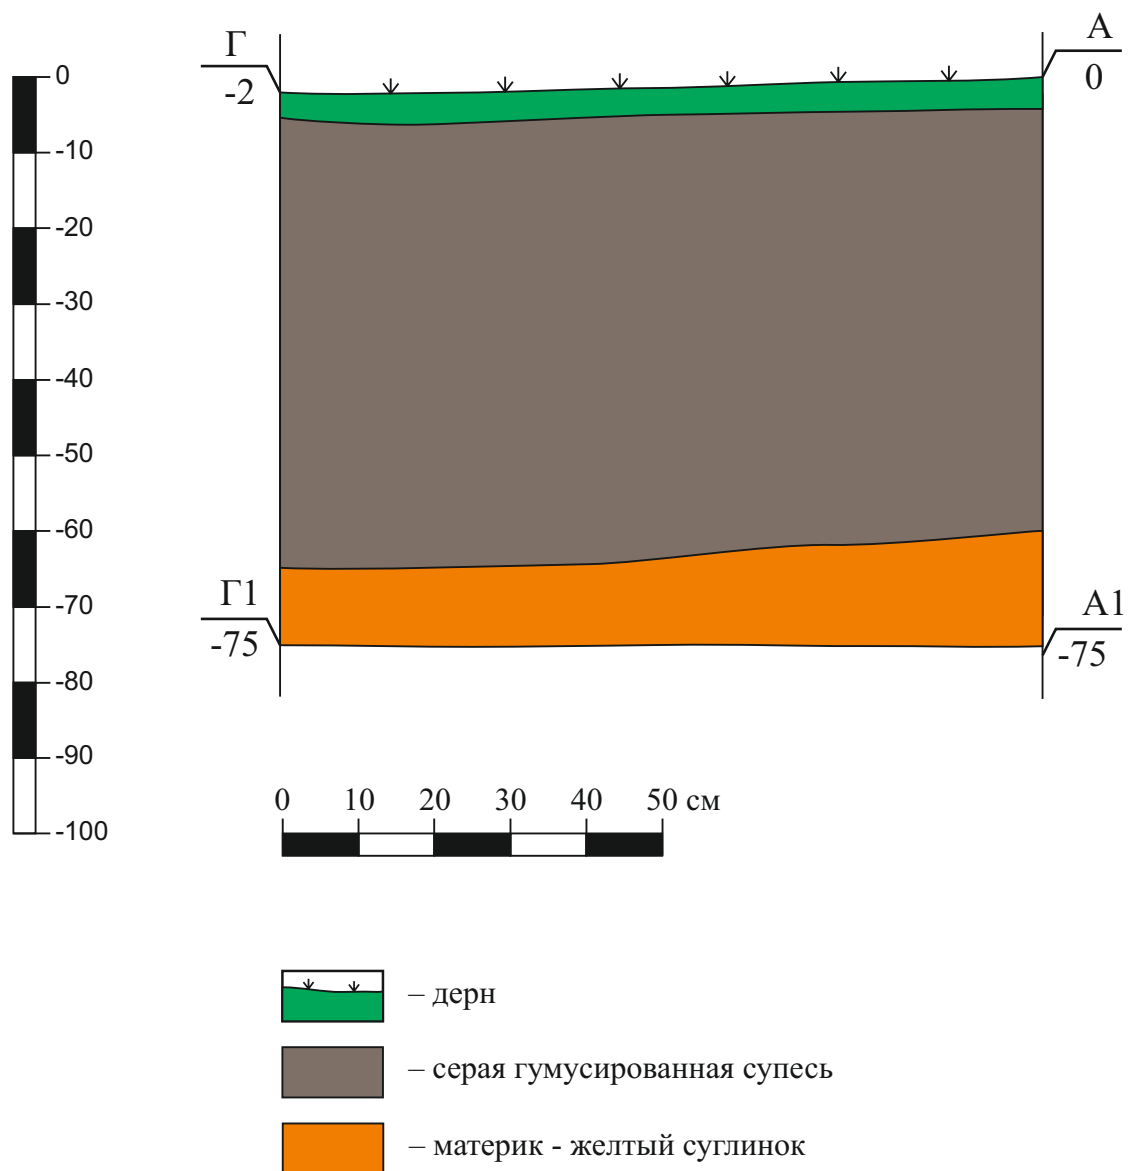 Г
-2
А
0
0
-10
-20
-30
-40
-50
-60
-70
-80
-90
-100
Г1
-75
А1
-75
0 10 20 30 40 50 см
– дерн
– серая гумусированная супесь
– материк - желтый суглинок